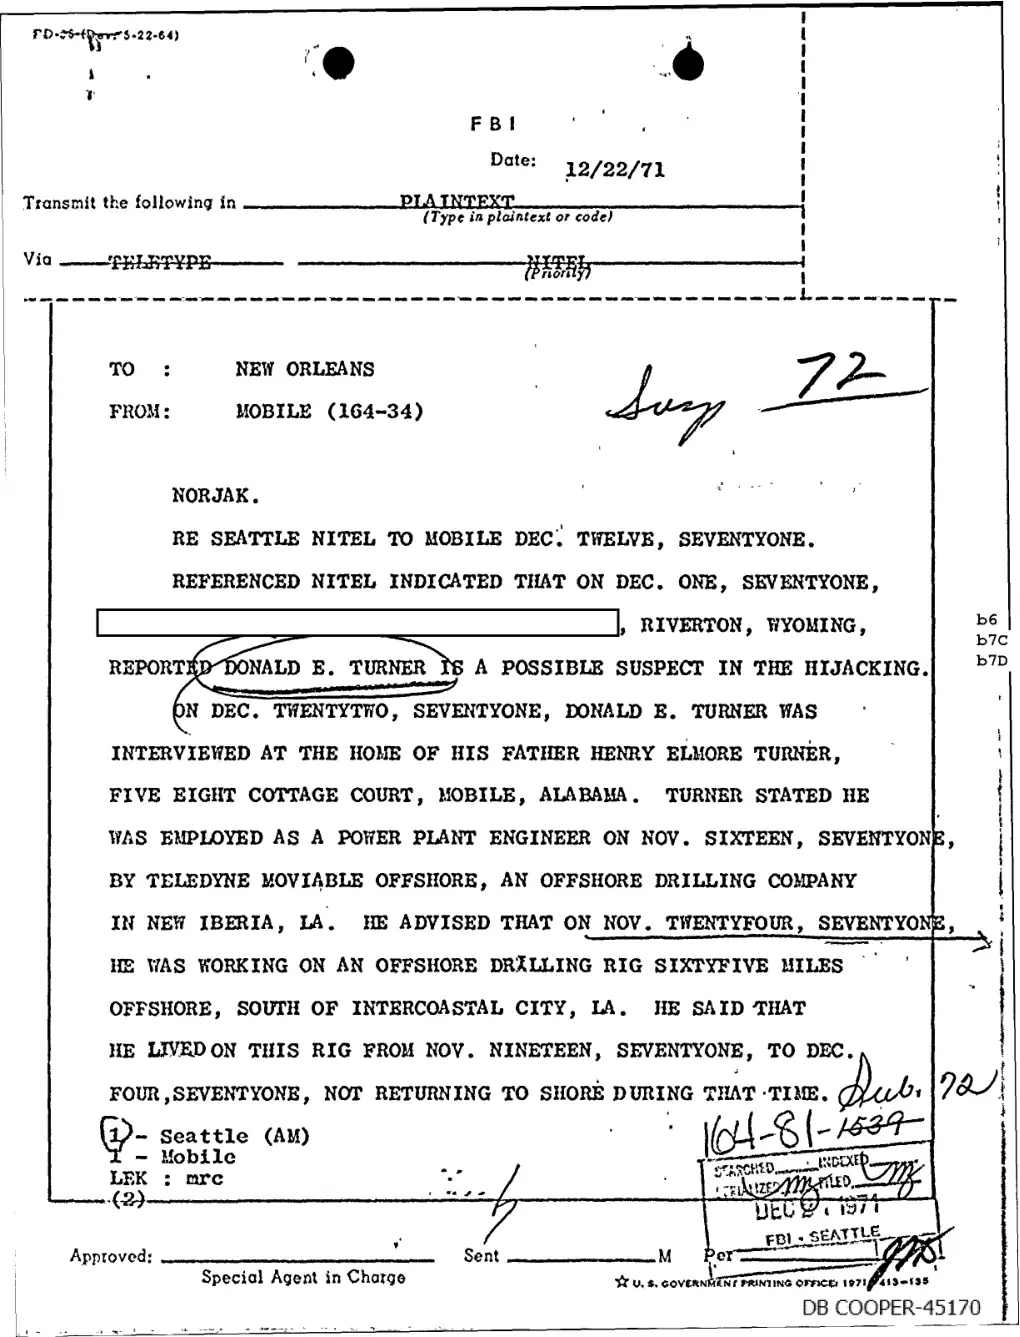 FBI
Date: 12/22/71
Transmit the following in PLAINTEXT
(Type in plaintext or code)
Via TELETYPE NITEL
(Priority)
TO : NEW ORLEANS
72
Susp
FROM: MOBILE (164-34)
NORJAK.
RE SEATTLE NITEL TO MOBILE DEC. TWELVE, SEVENTYONE.
REFERENCED NITEL INDICATED THAT ON DEC. ONE, SEVENTYONE,
, RIVERTON, WYOMING,
b6
b7C
b7D
REPORTED DONALD E. TURNER IS A POSSIBLE SUSPECT IN THE HIJACKING.
ON DEC. TWENTYTWO, SEVENTYONE, DONALD E. TURNER WAS
INTERVIEWED AT THE HOME OF HIS FATHER HENRY ELMORE TURNER,
FIVE EIGHT COTTAGE COURT, MOBILE, ALABAMA. TURNER STATED HE
WAS EMPLOYED AS A POWER PLANT ENGINEER ON NOV. SIXTEEN, SEVENTYONE,
BY TELEDYNE MOVIABLE OFFSHORE, AN OFFSHORE DRILLING COMPANY
IN NEW IBERIA, LA. HE ADVISED THAT ON NOV. TWENTYFOUR, SEVENTYONE,
HE WAS WORKING ON AN OFFSHORE DRILLING RIG SIXTYFIVE MILES
OFFSHORE, SOUTH OF INTERCOASTAL CITY, LA. HE SAID THAT
HE LIVED ON THIS RIG FROM NOV. NINETEEN, SEVENTYONE, TO DEC.
FOUR,SEVENTYONE, NOT RETURNING TO SHORE DURING THAT TIME.
Sub. 72
164-81-1539
1 - Seattle (AM)
1 - Mobile
LEK : mrc
(2)
SEARCHED INDEXED
SERIALIZED FILED
DEC 1971
FBI - SEATTLE
Approved: Sent M Per
Special Agent in Charge
☆ U. S. GOVERNMENT PRINTING OFFICE: 1971 413-135
DB COOPER-45170